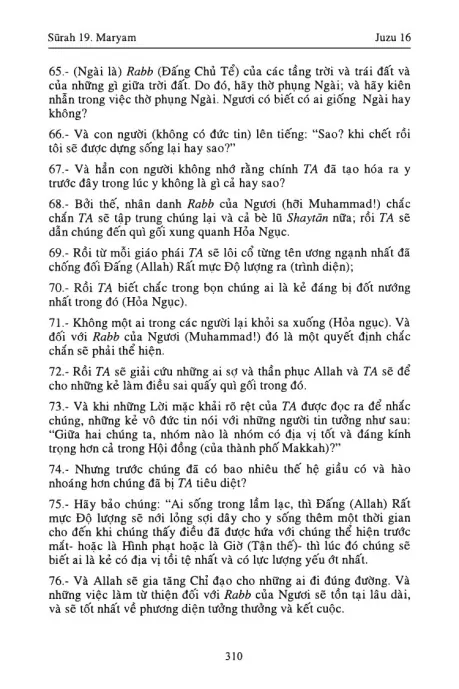 Sūrah 19. Maryam Juzu 16
65.- (Ngài là) Rabb (Đấng Chủ Tể) của các tầng trời và trái đất và
của những gì giữa trời đất. Do đó, hãy thờ phụng Ngài; và hãy kiên
nhẫn trong việc thờ phụng Ngài. Ngươi có biết có ai giống Ngài hay
không?
66.- Và con người (không có đức tin) lên tiếng: “Sao? khi chết rồi
tôi sẽ được dựng sống lại hay sao?”
67.- Và hẳn con người không nhớ rằng chính TA đã tạo hóa ra y
trước đây trong lúc y không là gì cả hay sao?
68.- Bởi thế, nhân danh Rabb của Ngươi (hỡi Muhammad!) chắc
chắn TA sẽ tập trung chúng lại và cả bè lũ Shaytān nữa; rồi TA sẽ
dẫn chúng đến quì gối xung quanh Hỏa Ngục.
69.- Rồi từ mỗi giáo phái TA sẽ lôi cổ từng tên ương ngạnh nhất đã
chống đối Đấng (Allah) Rất mực Độ lượng ra (trình diện);
70.- Rồi TA biết chắc trong bọn chúng ai là kẻ đáng bị đốt nướng
nhất trong đó (Hỏa Ngục).
71.- Không một ai trong các người lại khỏi sa xuống (Hỏa ngục). Và
đối với Rabb của Ngươi (Muhammad!) đó là một quyết định chắc
chắn sẽ phải thể hiện.
72.- Rồi TA sẽ giải cứu những ai sợ và thần phục Allah và TA sẽ để
cho những kẻ làm điều sai quấy quì gối trong đó.
73.- Và khi những Lời mặc khải rõ rệt của TA được đọc ra để nhắc
chúng, những kẻ vô đức tin nói với những người tin tưởng như sau:
“Giữa hai chúng ta, nhóm nào là nhóm có địa vị tốt và đáng kính
trọng hơn cả trong Hội đồng (của thành phố Makkah)?”
74.- Nhưng trước chúng đã có bao nhiêu thế hệ giầu có và hào
nhoáng hơn chúng đã bị TA tiêu diệt?
75.- Hãy bảo chúng: “Ai sống trong lầm lạc, thì Đấng (Allah) Rất
mực Độ lượng sẽ nới lỏng sợi dây cho y sống thêm một thời gian
cho đến khi chúng thấy điều đã được hứa với chúng thể hiện trước
mắt- hoặc là Hình phạt hoặc là Giờ (Tận thế)- thì lúc đó chúng sẽ
biết ai là kẻ có địa vị tồi tệ nhất và có lực lượng yếu ớt nhất.
76.- Và Allah sẽ gia tăng Chỉ đạo cho những ai đi đúng đường. Và
những việc làm từ thiện đối với Rabb của Ngươi sẽ tồn tại lâu dài,
và sẽ tốt nhất về phương diện tưởng thưởng và kết cuộc.
310